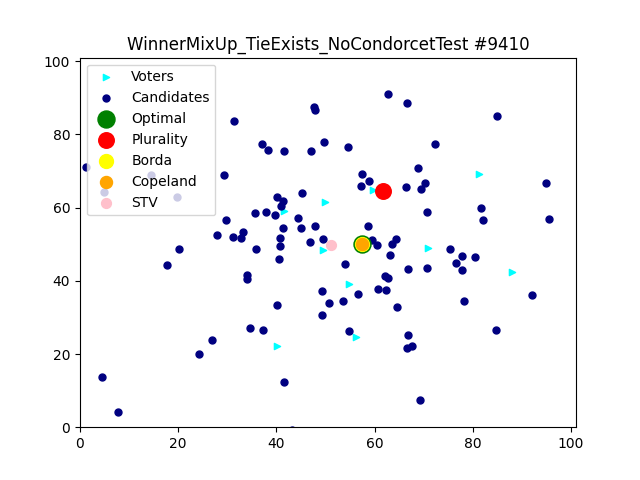 WinnerMixUp_TieExists_NoCondorcetTest #9410
100
80
60
40
20
0
Voters
Candidates
Optimal
Plurality
Borda
Copeland
STV
0 20 40 60 80 100